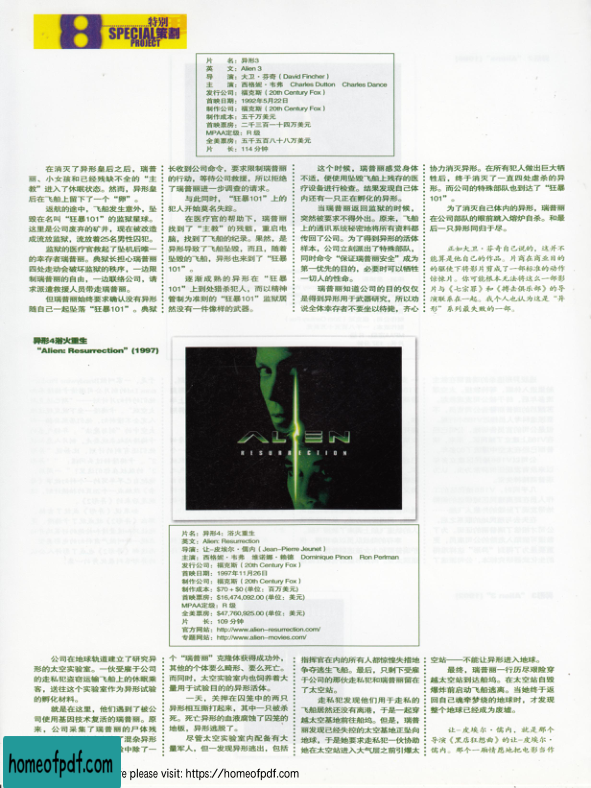 特别
SPECIAL策划
PROJECT
片 名：异形3
英 文：Alien 3
导 演：大卫·芬奇（David Fincher）
主 演：西格妮·韦弗 Charles Dutton Charles Dance
发行公司：福克斯（20th Century Fox）
首映日期：1992年5月22日
制作公司：福克斯（20th Century Fox）
制作成本：五千万美元
首映票房：二千三百一十四万美元
MPAA定级：R 级
全美票房：五千五百八十八万美元
片 长：114 分钟
在消灭了异形皇后之后，瑞普
丽、小女孩和已经残缺不全的“主
教”进入了休眠状态。然而，异形皇
后在飞船上留下了一个“卵”。
返航的途中，飞船发生意外，坠
毁在名叫“狂暴101”的监狱星球。
这里是公司废弃的矿井，现在被改造
成流放监狱，流放着25名男性囚犯。
监狱的医疗官救起了坠机后唯一
的幸存者瑞普丽。典狱长担心瑞普丽
四处走动会破坏监狱的秩序，一边限
制瑞普丽的自由，一边联络公司，请
求派遣救援人员带走瑞普丽。
但瑞普丽始终要求确认没有异形
随自己一起坠落“狂暴101”。典狱
长收到公司命令，要求限制瑞普丽
的行动，等待公司救援，所以拒绝
了瑞普丽进一步调查的请求。
与此同时，“狂暴101”上的
犯人开始莫名失踪。
在医疗官的帮助下，瑞普丽
找到了“主教”的残骸，重启电
脑，找到了飞船的纪录。果然，是
异形导致了飞船坠毁，而且，随着
坠毁的飞船，异形也来到了“狂暴
101”。
逐渐成熟的异形在“狂暴
101”上到处猎杀犯人，而以精神
管制为准则的“狂暴101”监狱居
然没有一件像样的武器。
这个时候，瑞普丽感觉身体
不适，便使用坠毁飞船上残存的医
疗设备进行检查。结果发现自己体
内还有一只正在孵化的异形。
当瑞普丽返回监狱的时候，
突然被要求不得外出。原来，飞船
上的通讯系统秘密地将所有资料都
传回了公司。为了得到异形的活体
样本，公司立刻派出了特殊部队，
同时命令“保证瑞普丽安全”成为
第一优先的目的，必要时可以牺牲
一切人的性命。
瑞普丽知道公司的目的仅仅
是得到异形用于武器研究，所以劝
说全体幸存者不要坐以待毙，齐心
协力消灭异形。在所有犯人做出巨大牺
牲后，终于消灭了一直四处虐杀的异
形。而公司的特殊部队也到达了“狂暴
101”。
为了消灭自己体内的异形，瑞普丽
在公司部队的眼前跳入熔炉自杀。和最
后一只异形同归于尽。
正如大卫·芬奇自己说的，这并不
能算是他自己的作品。片商在商业目的
的驱使下将影片剪成了一部标准的动作
惊悚片。你可能根本无法将这么一部影
片与《七宗罪》和《搏击俱乐部》的导
演联系在一起。我个人也认为这是“异
形”系列最失败的一部。
异形4浴火重生
“Alien: Resurrection” (1997)
ALIEN
RESURRECTION
片名：异形4：浴火重生
英文：Alien: Resurrection
导演：让-皮埃尔·儒内（Jean-Pierre Jeunet）
主演：西格妮·韦弗 维诺娜·赖德 Dominique Pinon Ron Perlman
发行公司：福克斯（20th Century Fox）
首映日期：1997年11月26日
制作公司：福克斯（20th Century Fox）
制作成本：$70 + $0 (单位：百万美元)
首映票房：$16,474,092.00 (单位：美元)
MPAA定级：R 级
全美票房：$47,760,925.00 (单位：美元)
片 长：109 分钟
官方网站：http://www.alien-resurrection.com/
专题网站：http://www.alien-movies.com/
公司在地球轨道建立了研究异
形的太空实验室。一伙受雇于公司
的走私犯盗窃运输飞船上的休眠乘
客，送往这个实验室作为异形试验
的孵化材料。
就是在这里，他们遇到了被公
司使用基因技术复活的瑞普丽。原
来，公司采集了瑞普丽的尸体残
个“瑞普丽”克隆体获得成功外，
其他的个体要么畸形、要么死亡。
而同时，太空实验室内也饲养着大
量用于试验目的的异形活体。
一天，关押在囚笼中的两只
异形相互撕打起来，其中一只被杀
死。死亡异形的血液腐蚀了囚笼的
地板，异形逃脱了。
尽管太空实验室内配备有大
量军人，但一发现异形逃出，包括
指挥官在内的所有人都惊慌失措地
争夺逃生飞船。最后，只剩下受雇
于公司的那伙走私犯和瑞普丽留在
了太空站。
走私犯发现他们用于走私的
飞船居然还没有离港，于是一起穿
越太空基地前往船坞。但是，瑞普
丽发现已经失控的太空基地正坠向
地球，于是她要求走私犯一伙协助
她在太空站进入大气层之前引爆太
空站——不能让异形进入地球。
最终，瑞普丽一行历尽艰险穿
越太空站到达船坞。在太空站自毁
爆炸前启动飞船逃离。当她终于返
回自己魂牵梦绕的地球时，才发现
整个地球已经成为废墟。
让-皮埃尔·儒内，就是那个
导演《黑店狂想曲》的让-皮埃尔·
儒内。那个一厢情愿地把电影当作
homeofpdf.com
re please visit: https://homeofpdf.com